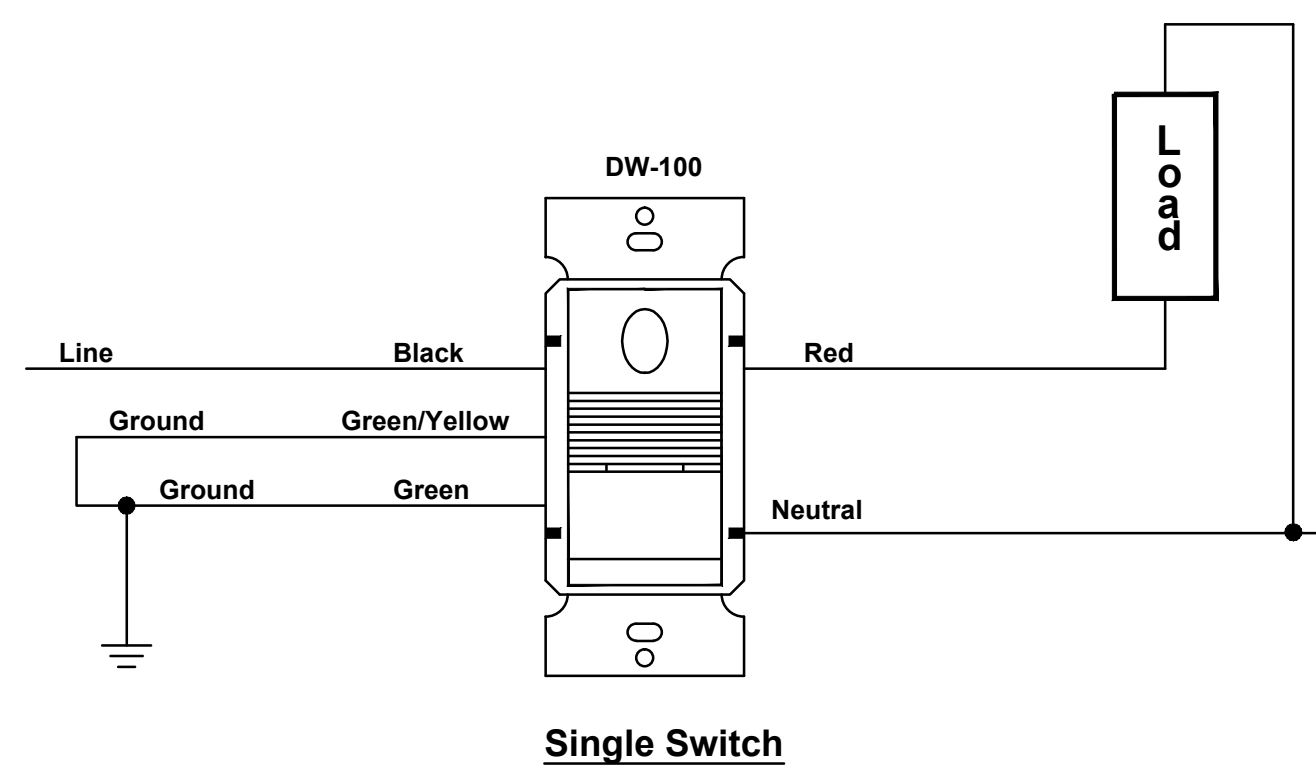 DW-100
Load
Line Black
Red
Ground Green/Yellow
Ground Green
Neutral
Single Switch